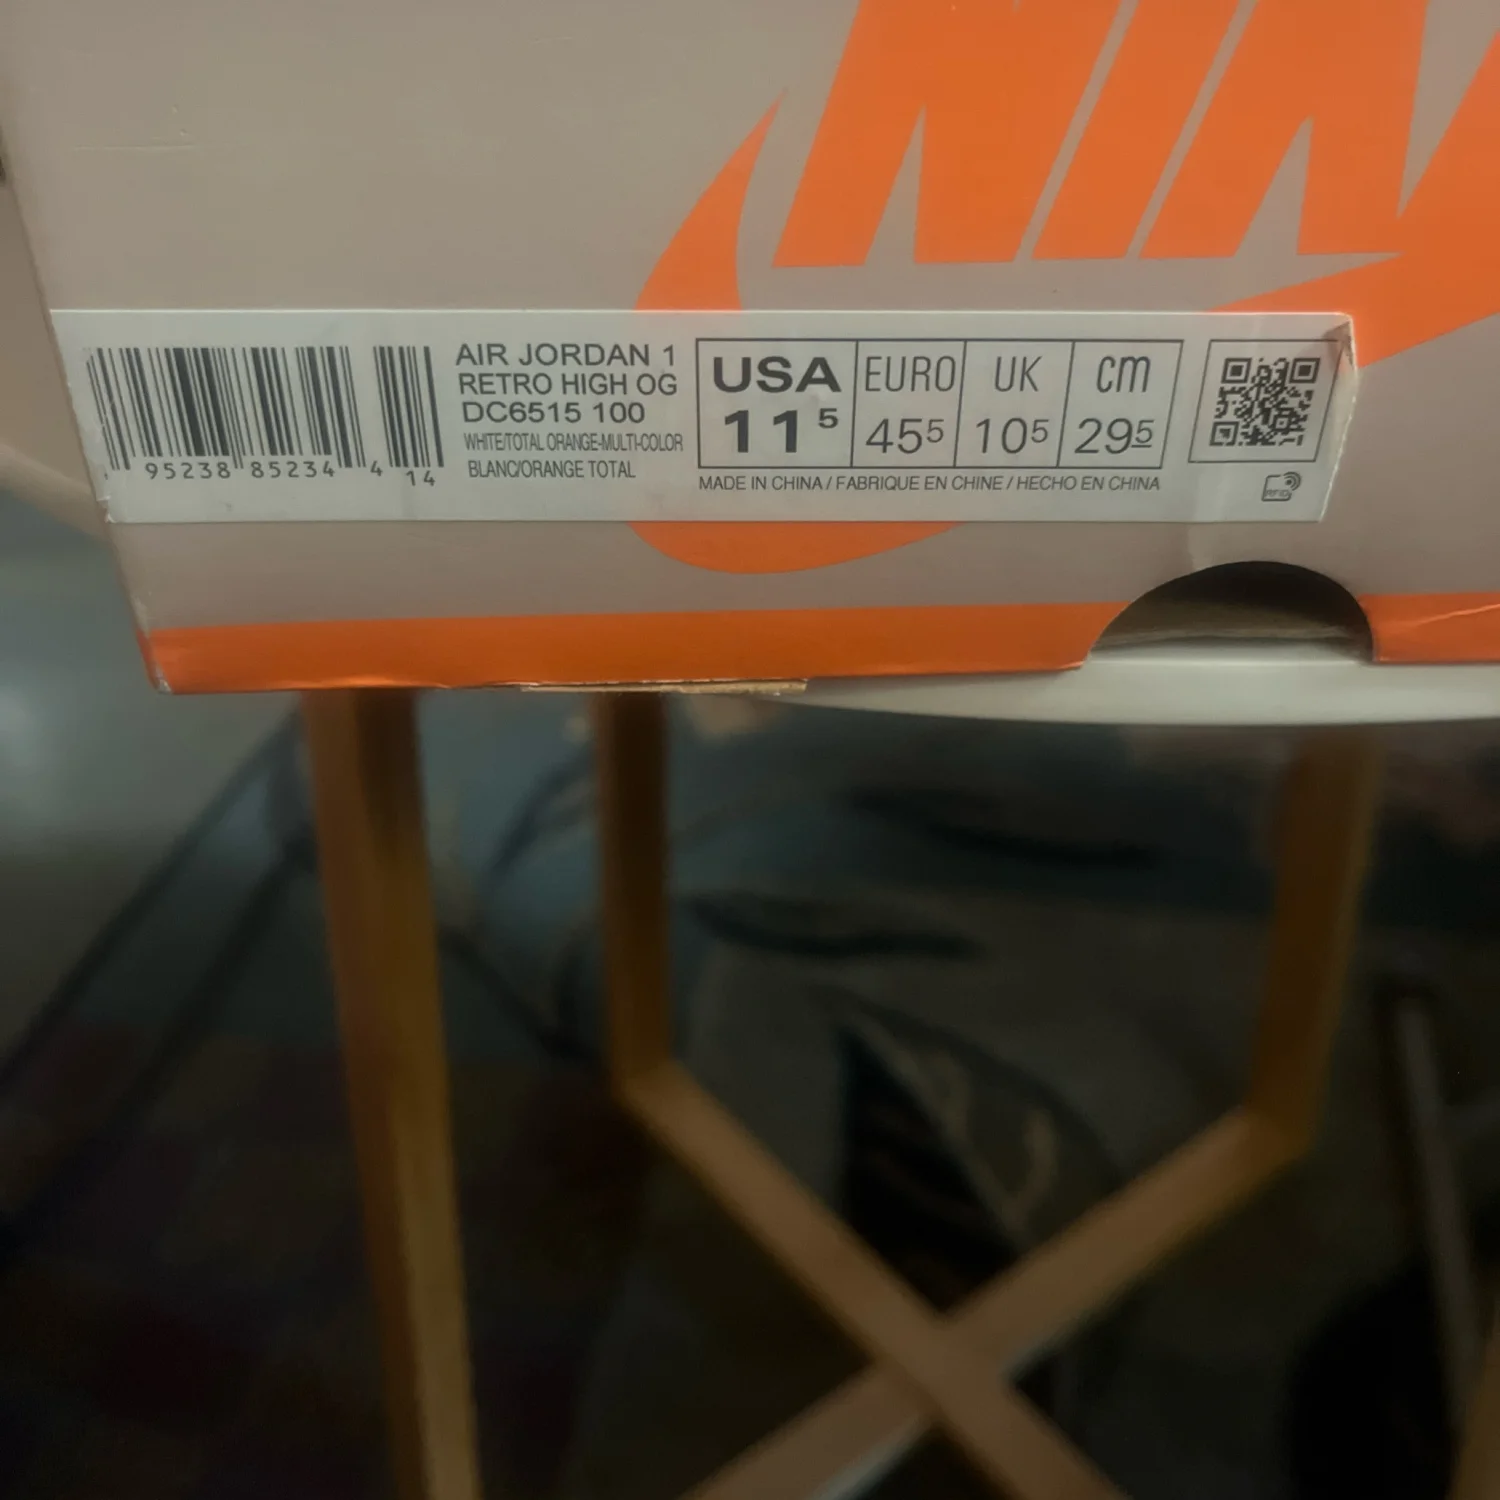 NIK
AIR JORDAN 1
RETRO HIGH OG
DC6515 100
WHITE/TOTAL ORANGE-MULTI-COLOR
BLANC/ORANGE TOTAL
95238 85234 4 14
USA EURO UK cm
11 5 45 5 10 5 29 5
MADE IN CHINA / FABRIQUE EN CHINE / HECHO EN CHINA
RFID